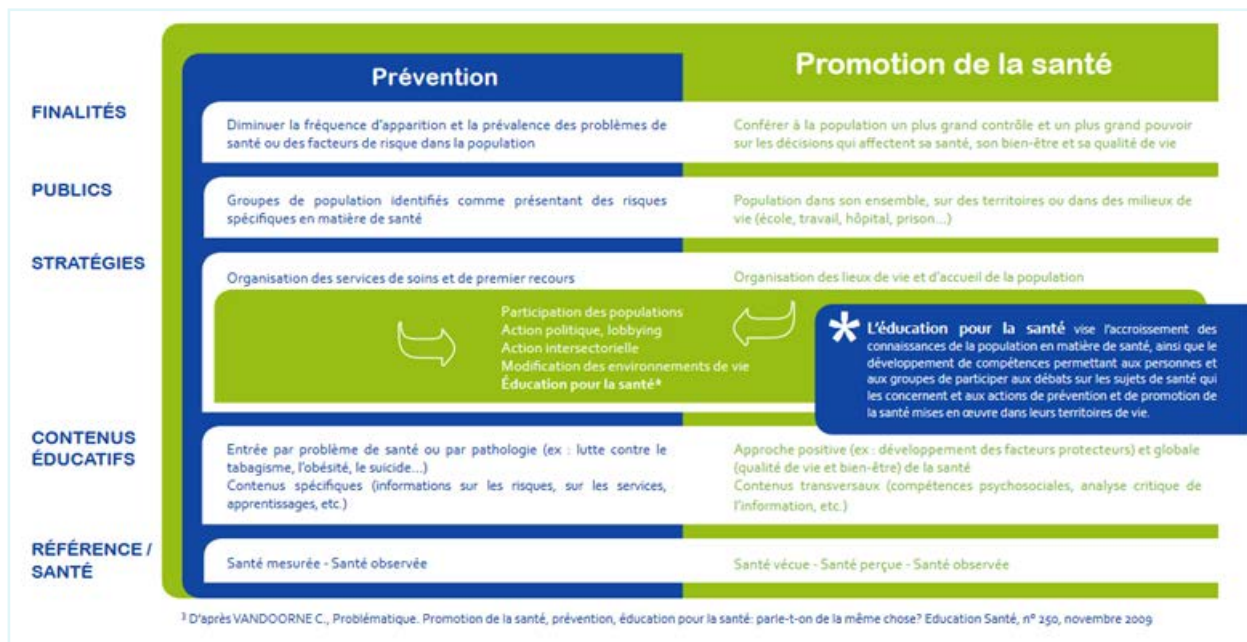 Prévention
Promotion de la santé
FINALITÉS
Diminuer la fréquence d'apparition et la prévalence des problèmes de
santé ou des facteurs de risque dans la population
Conférer à la population un plus grand contrôle et un plus grand pouvoir
sur les décisions qui affectent sa santé, son bien-être et sa qualité de vie
PUBLICS
Groupes de population identifiés comme présentant des risques
spécifiques en matière de santé
Population dans son ensemble, sur des territoires ou dans des milieux de
vie (école, travail, hôpital, prison...)
STRATÉGIES
Organisation des services de soins et de premier recours
Organisation des lieux de vie et d'accueil de la population
Participation des populations
Action politique, lobbying
Action intersectorielle
Modification des environnements de vie
Éducation pour la santé*
* L'éducation pour la santé vise l'accroissement des
connaissances de la population en matière de santé, ainsi que le
développement de compétences permettant aux personnes et
aux groupes de participer aux débats sur les sujets de santé qui
les concernent et aux actions de prévention et de promotion de
la santé mises en œuvre dans leurs territoires de vie.
CONTENUS
ÉDUCATIFS
Entrée par problème de santé ou par pathologie (ex : lutte contre le
tabagisme, l'obésité, le suicide...)
Contenus spécifiques (informations sur les risques, sur les services,
apprentissages, etc.)
Approche positive (ex : développement des facteurs protecteurs) et globale
(qualité de vie et bien-être) de la santé
Contenus transversaux (compétences psychosociales, analyse critique de
l'information, etc.)
RÉFÉRENCE /
SANTÉ
Santé mesurée - Santé observée
Santé vécue - Santé perçue - Santé observée
³ D'après VANDOORNE C., Problématique. Promotion de la santé, prévention, éducation pour la santé: parle-t-on de la même chose? Education Santé, n° 250, novembre 2009